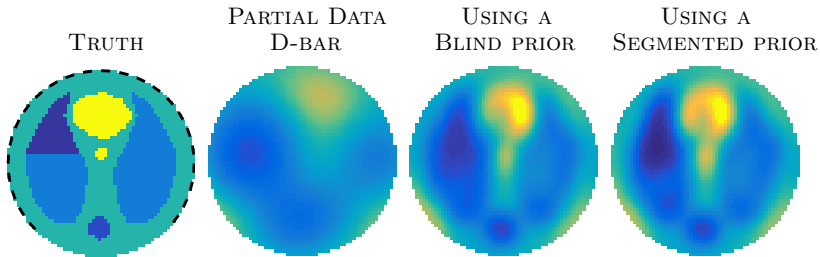 TRUTH
PARTIAL DATA
D-BAR
USING A
BLIND PRIOR
USING A
SEGMENTED PRIOR